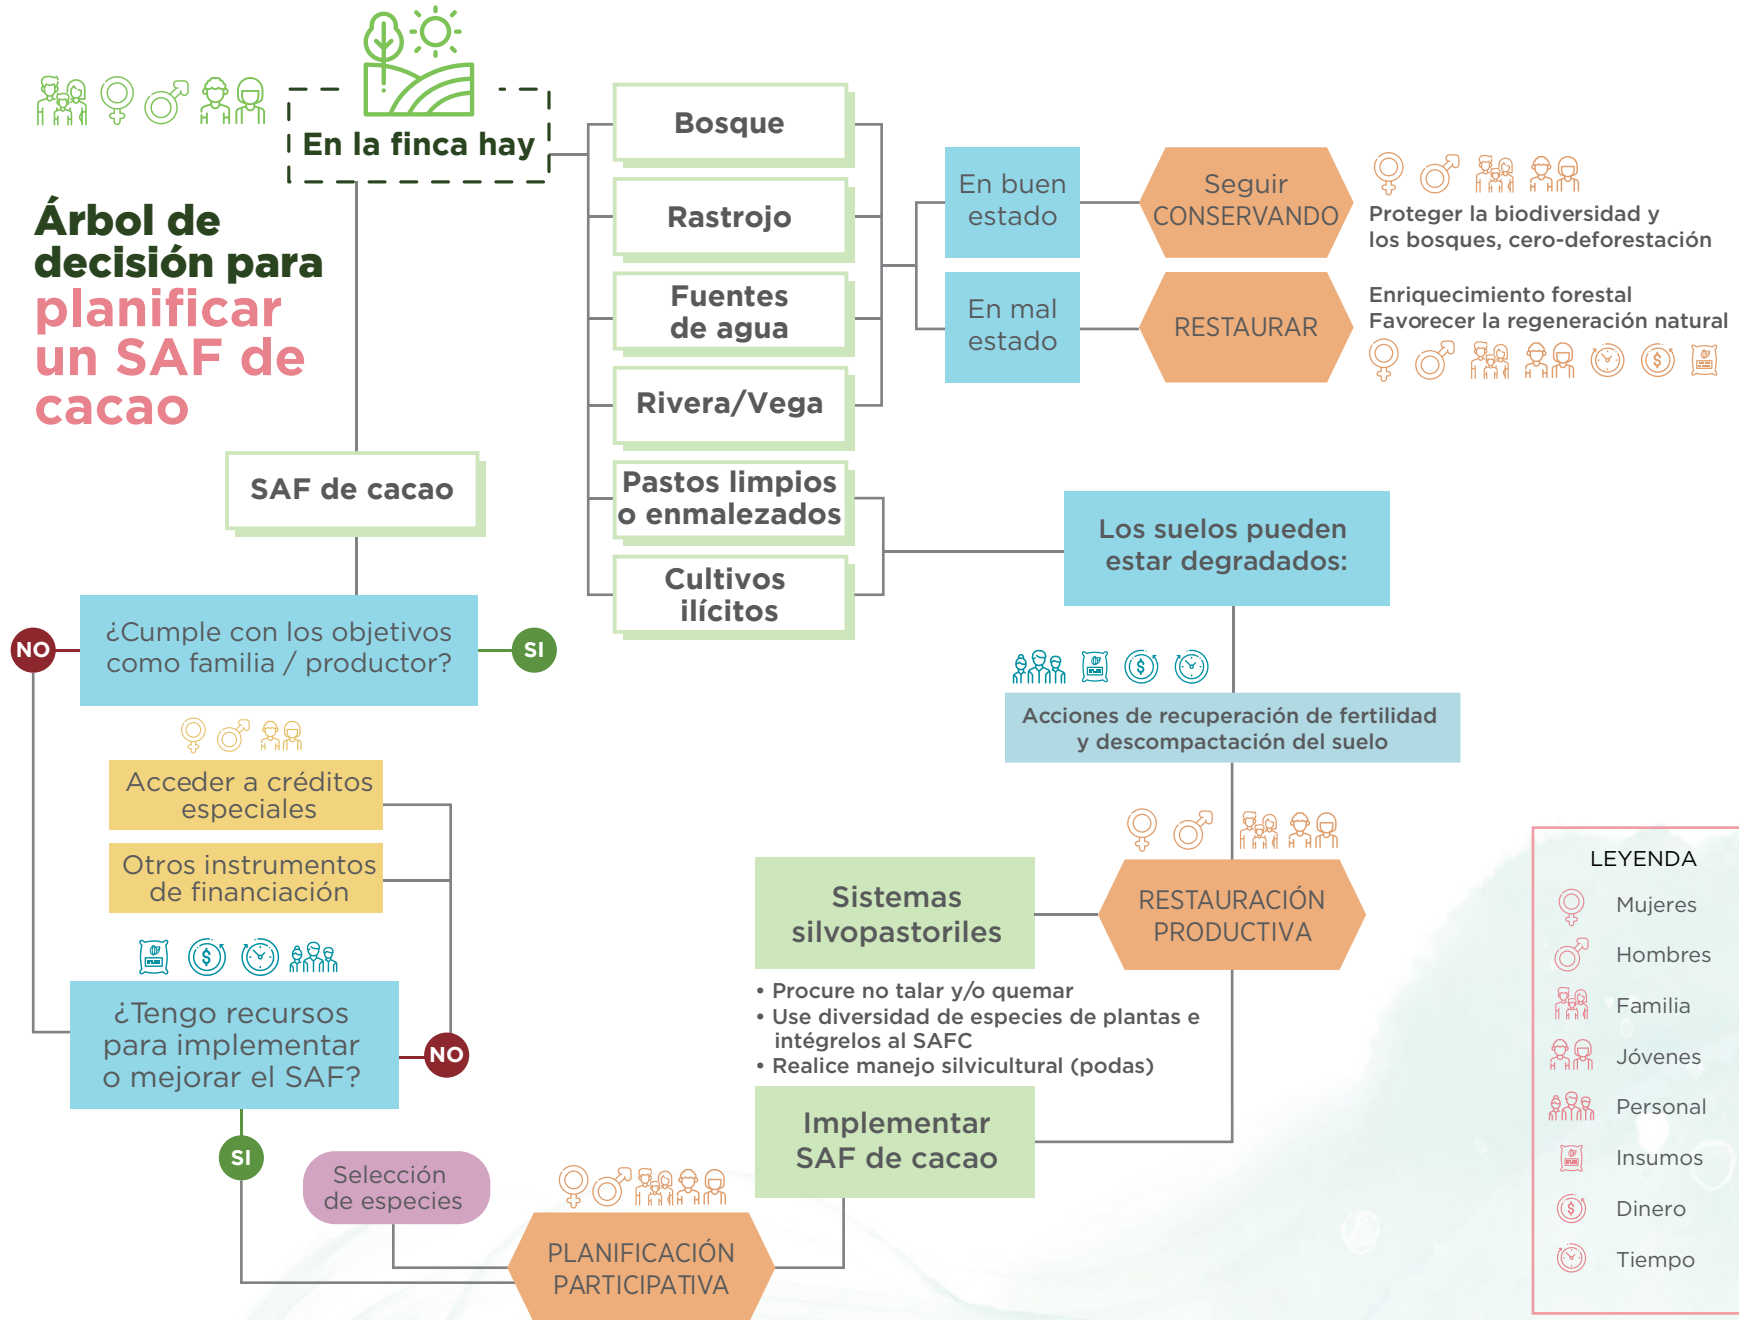 En la finca hay
Árbol de
decisión para
planificar
un SAF de
cacao
Bosque
Rastrojo
Fuentes
de agua
Rivera/Vega
Pastos limpios
o enmalezados
Cultivos
ilícitos
En buen
estado
Seguir
CONSERVANDO
Proteger la biodiversidad y
los bosques, cero-deforestación
En mal
estado
RESTAURAR
Enriquecimiento forestal
Favorecer la regeneración natural
SAF de cacao
¿Cumple con los objetivos
como familia / productor?
NO
SI
Acceder a créditos
especiales
Otros instrumentos
de financiación
¿Tengo recursos
para implementar
o mejorar el SAF?
NO
SI
Selección
de especies
PLANIFICACIÓN
PARTICIPATIVA
Los suelos pueden
estar degradados:
Acciones de recuperación de fertilidad
y descompactación del suelo
RESTAURACIÓN
PRODUCTIVA
Sistemas
silvopastoriles
• Procure no talar y/o quemar
• Use diversidad de especies de plantas e
intégrelos al SAFC
• Realice manejo silvicultural (podas)
Implementar
SAF de cacao
LEYENDA
Mujeres
Hombres
Familia
Jóvenes
Personal
Insumos
Dinero
Tiempo